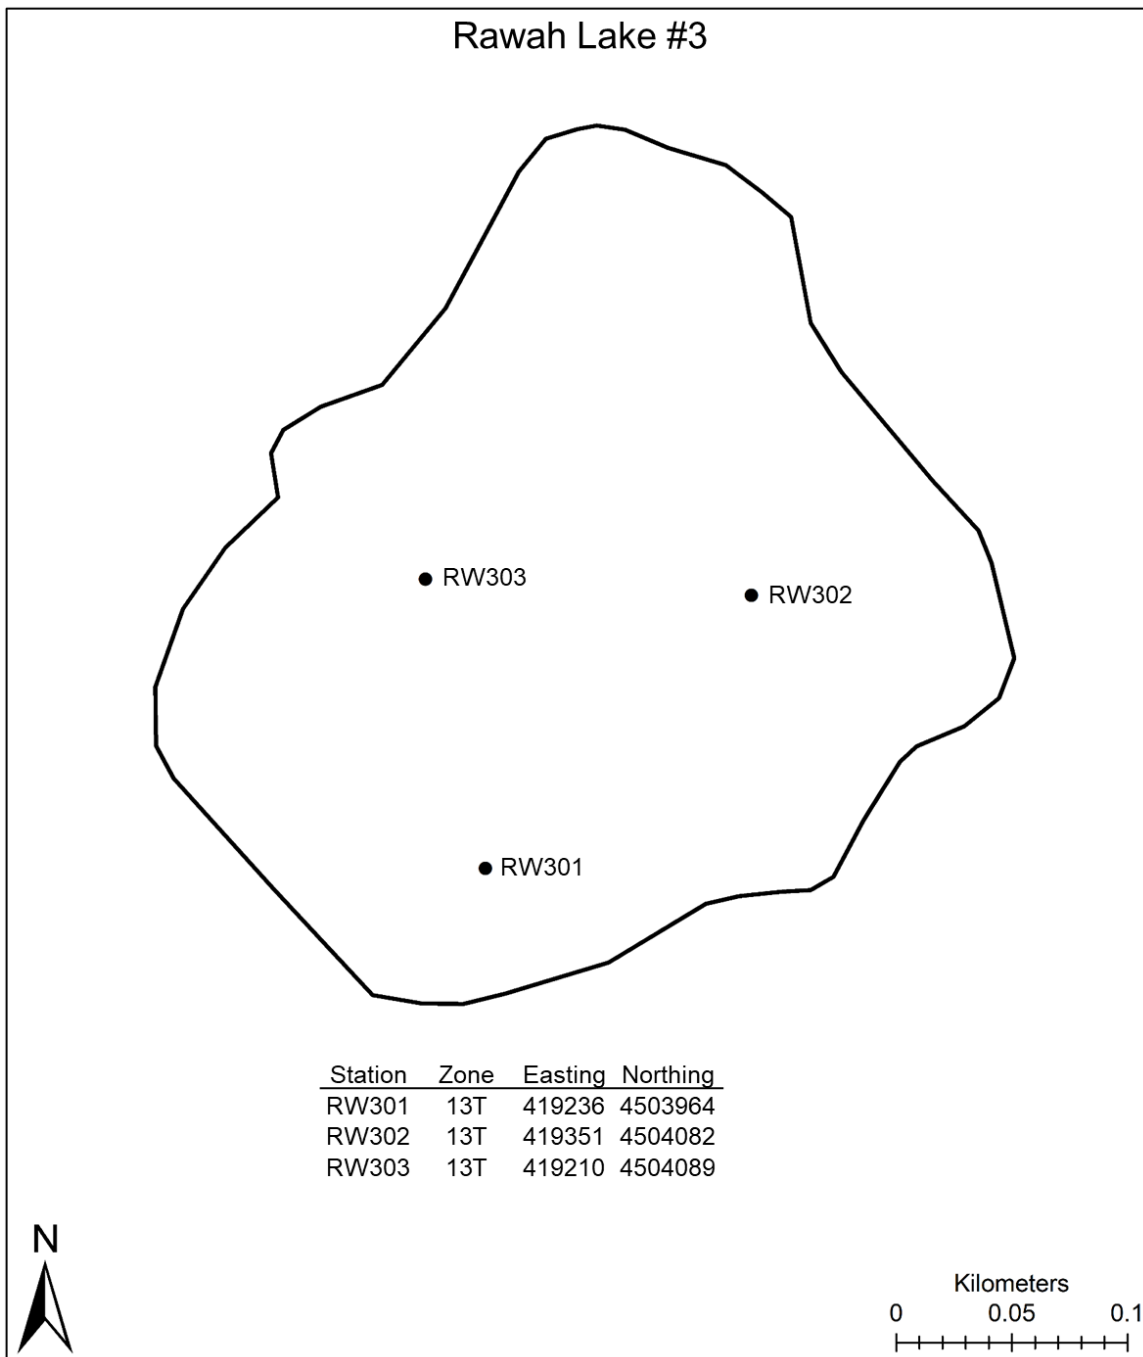 Rawah Lake #3
RW303
RW302
RW301
Station Zone Easting Northing
RW301 13T 419236 4503964
RW302 13T 419351 4504082
RW303 13T 419210 4504089
N
Kilometers
0 0.05 0.1